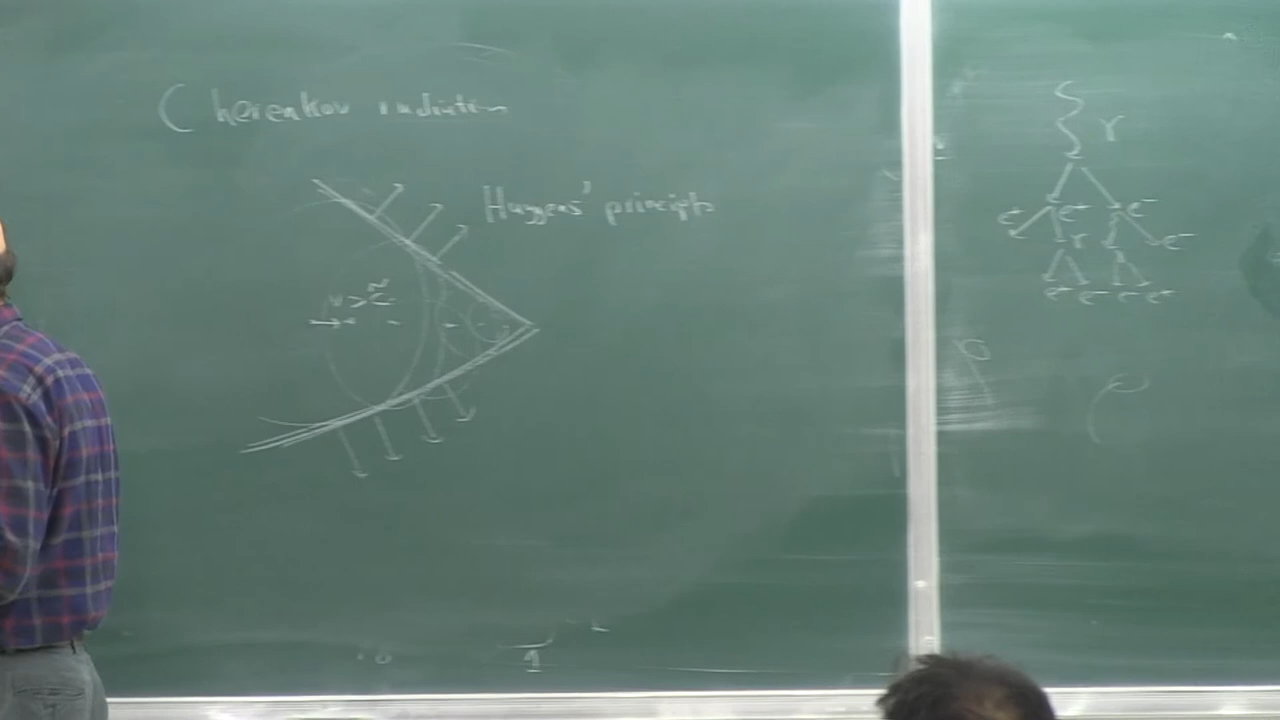 Cherenkov radiation
Huygens' principle
v > c̃
γ
e⁺ e⁺ e⁻
γ e⁻
e⁺ e⁻ e⁻ e⁺